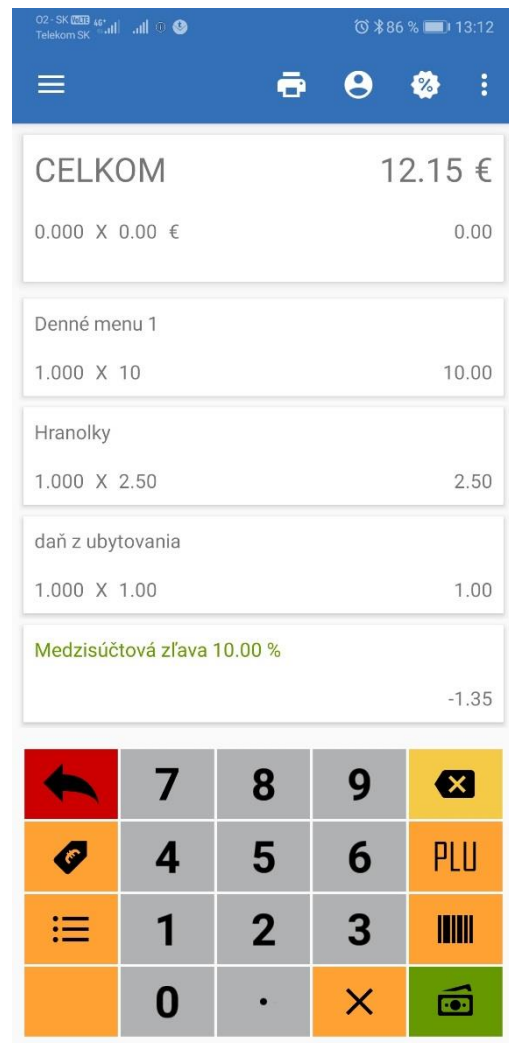 O2 - SK VoLTE 4G+ 86 % 13:12
Telekom SK
CELKOM 12.15 €
0.000 X 0.00 € 0.00
Denné menu 1
1.000 X 10 10.00
Hranolky
1.000 X 2.50 2.50
daň z ubytovania
1.000 X 1.00 1.00
Medzisúčtová zľava 10.00 %
-1.35
7 8 9
4 5 6 PLU
1 2 3
0 .